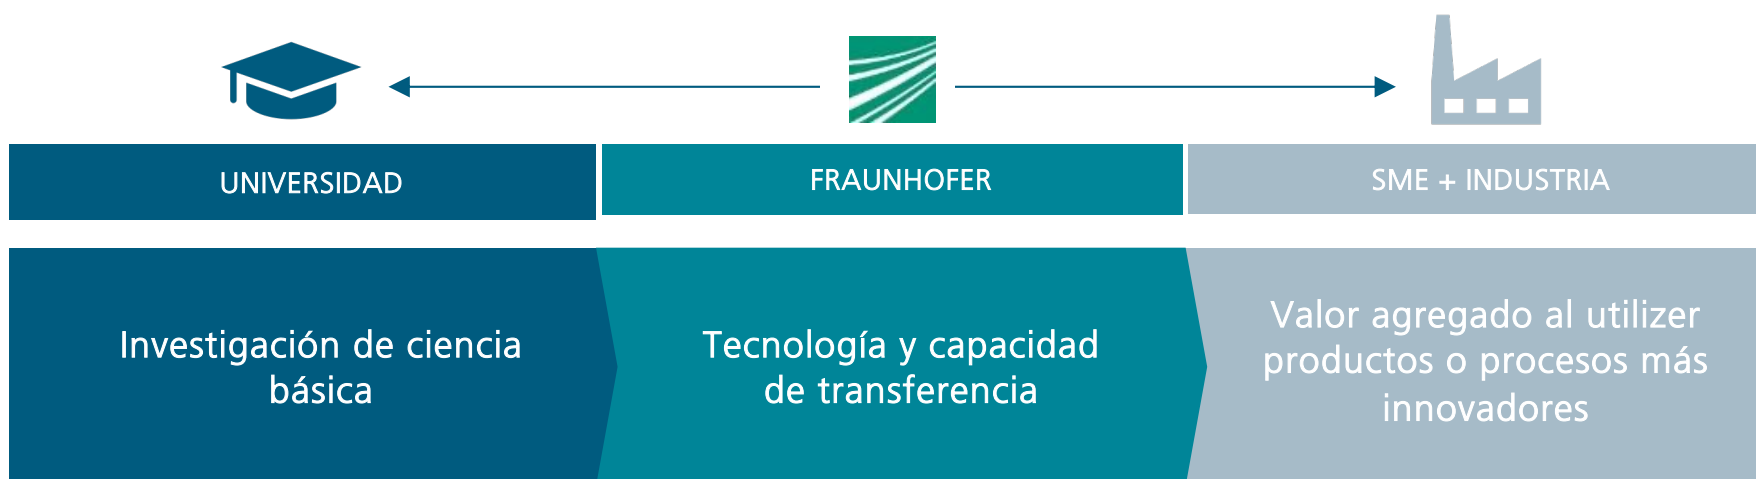 UNIVERSIDAD
FRAUNHOFER
SME + INDUSTRIA
Investigación de ciencia
básica
Tecnología y capacidad
de transferencia
Valor agregado al utilizer
productos o procesos más
innovadores